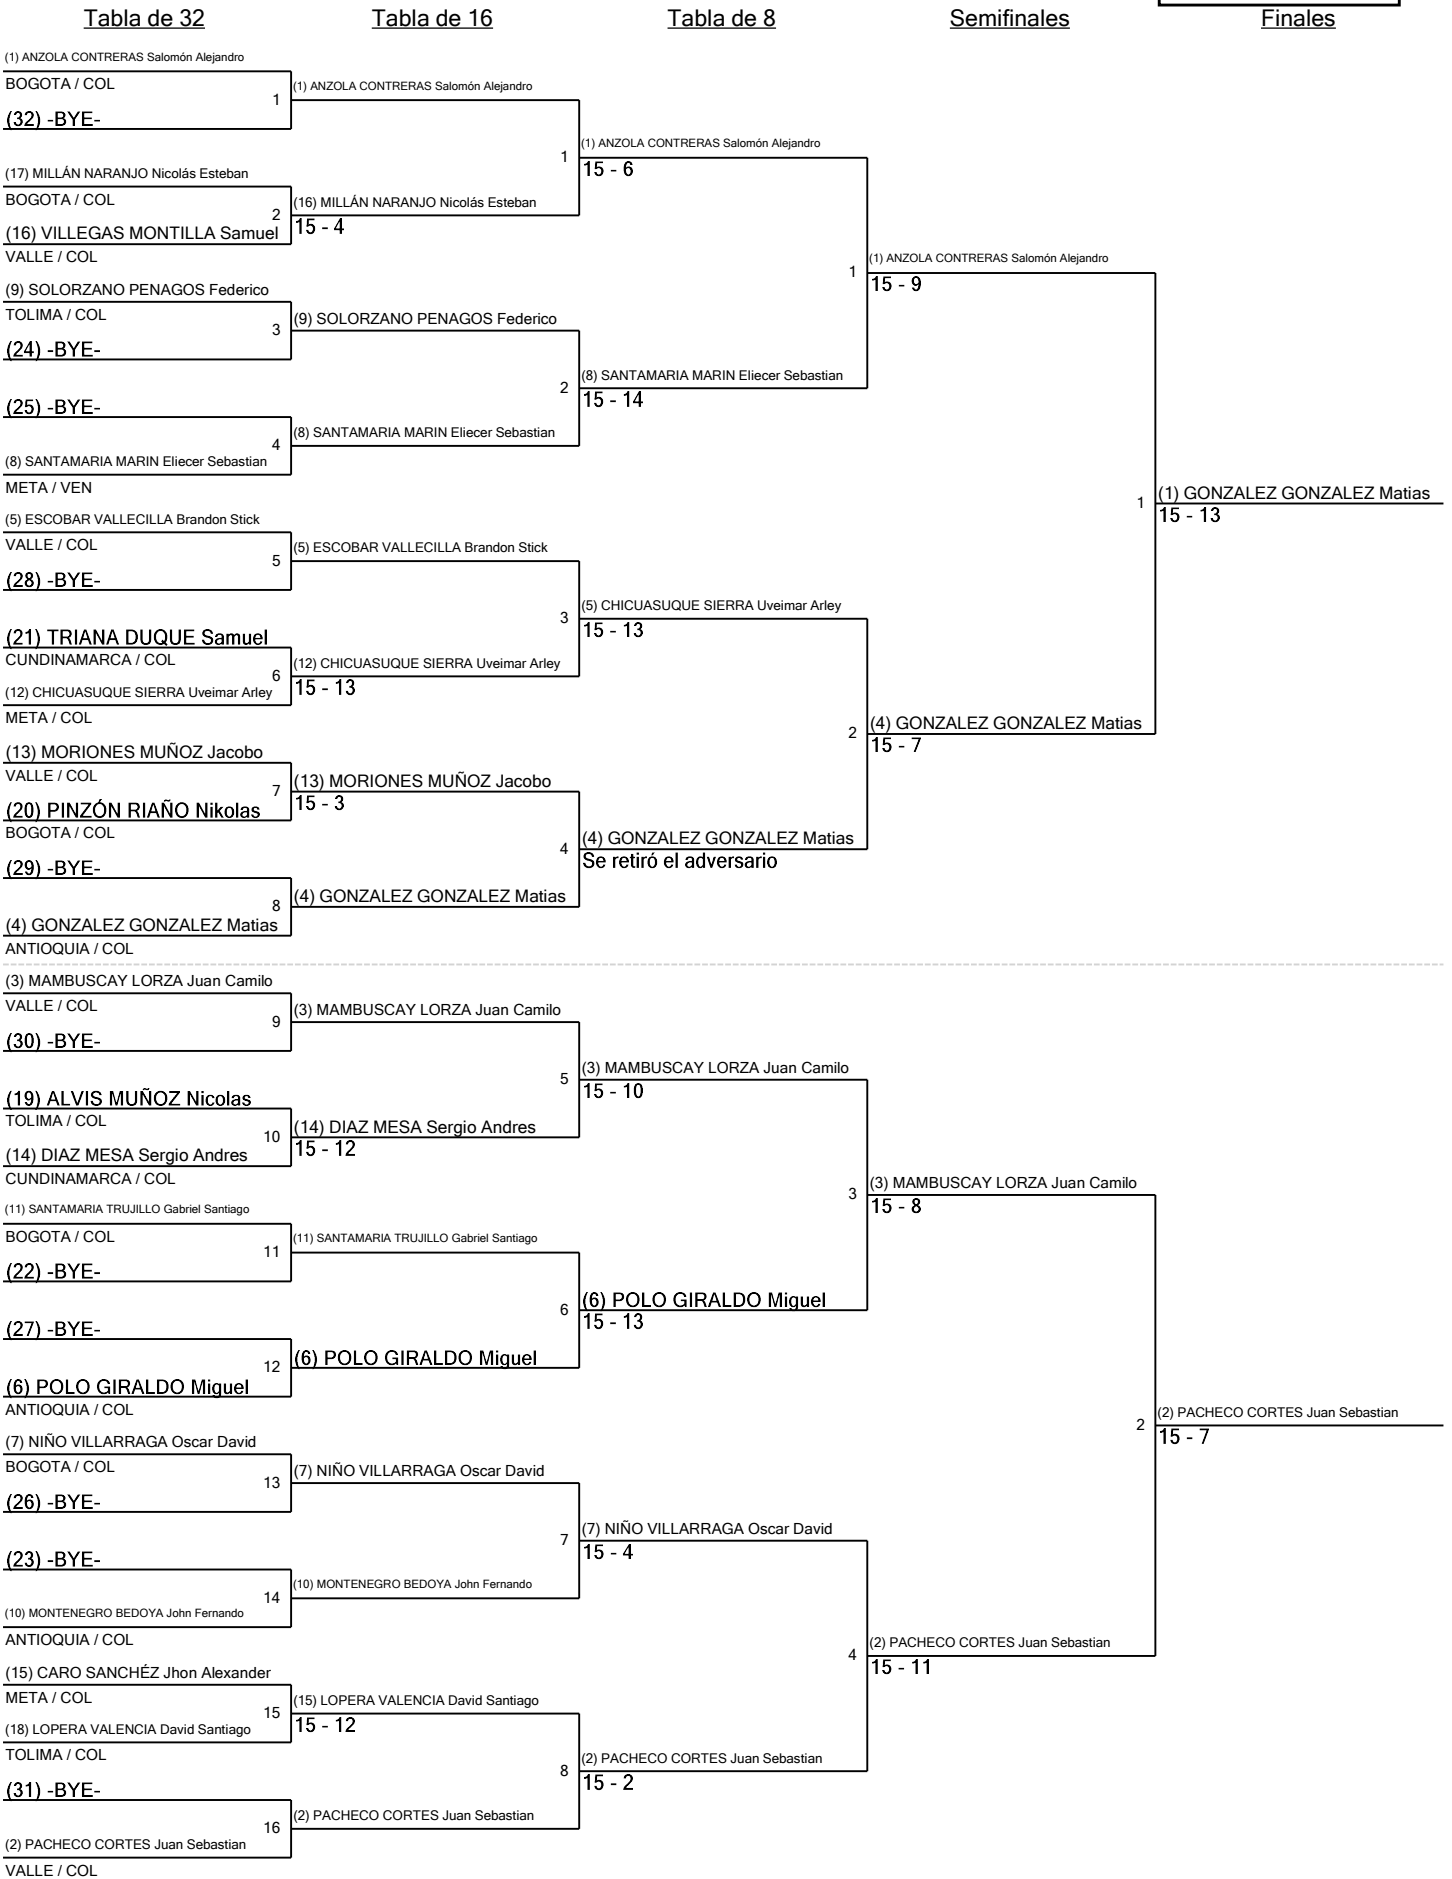 Tabla de 32
Tabla de 16
Tabla de 8
Semifinales
Finales
(1) ANZOLA CONTRERAS Salomón Alejandro
BOGOTA / COL
1
(32) -BYE-
(17) MILLÁN NARANJO Nicolás Esteban
BOGOTA / COL
2
(16) VILLEGAS MONTILLA Samuel
VALLE / COL
(9) SOLORZANO PENAGOS Federico
TOLIMA / COL
3
(24) -BYE-
(25) -BYE-
4
(8) SANTAMARIA MARIN Eliecer Sebastian
META / VEN
(5) ESCOBAR VALLECILLA Brandon Stick
VALLE / COL
5
(28) -BYE-
(21) TRIANA DUQUE Samuel
CUNDINAMARCA / COL
6
(12) CHICUASUQUE SIERRA Uveimar Arley
META / COL
(13) MORIONES MUÑOZ Jacobo
VALLE / COL
7
(20) PINZÓN RIAÑO Nikolas
BOGOTA / COL
(29) -BYE-
8
(4) GONZALEZ GONZALEZ Matias
ANTIOQUIA / COL
(3) MAMBUSCAY LORZA Juan Camilo
VALLE / COL
9
(30) -BYE-
(19) ALVIS MUÑOZ Nicolas
TOLIMA / COL
10
(14) DIAZ MESA Sergio Andres
CUNDINAMARCA / COL
(11) SANTAMARIA TRUJILLO Gabriel Santiago
BOGOTA / COL
11
(22) -BYE-
(27) -BYE-
12
(6) POLO GIRALDO Miguel
ANTIOQUIA / COL
(7) NIÑO VILLARRAGA Oscar David
BOGOTA / COL
13
(26) -BYE-
(23) -BYE-
14
(10) MONTENEGRO BEDOYA John Fernando
ANTIOQUIA / COL
(15) CARO SANCHÉZ Jhon Alexander
META / COL
15
(18) LOPERA VALENCIA David Santiago
TOLIMA / COL
(31) -BYE-
16
(2) PACHECO CORTES Juan Sebastian
VALLE / COL
(1) ANZOLA CONTRERAS Salomón Alejandro
1
(16) MILLÁN NARANJO Nicolás Esteban
15 - 4
(9) SOLORZANO PENAGOS Federico
2
(8) SANTAMARIA MARIN Eliecer Sebastian
(5) ESCOBAR VALLECILLA Brandon Stick
3
(12) CHICUASUQUE SIERRA Uveimar Arley
15 - 13
(13) MORIONES MUÑOZ Jacobo
15 - 3
4
(4) GONZALEZ GONZALEZ Matias
(3) MAMBUSCAY LORZA Juan Camilo
5
(14) DIAZ MESA Sergio Andres
15 - 12
(11) SANTAMARIA TRUJILLO Gabriel Santiago
6
(6) POLO GIRALDO Miguel
(7) NIÑO VILLARRAGA Oscar David
7
(10) MONTENEGRO BEDOYA John Fernando
(15) LOPERA VALENCIA David Santiago
15 - 12
8
(2) PACHECO CORTES Juan Sebastian
(1) ANZOLA CONTRERAS Salomón Alejandro
15 - 6
1
(8) SANTAMARIA MARIN Eliecer Sebastian
15 - 14
(5) CHICUASUQUE SIERRA Uveimar Arley
15 - 13
2
(4) GONZALEZ GONZALEZ Matias
Se retiró el adversario
(3) MAMBUSCAY LORZA Juan Camilo
15 - 10
3
(6) POLO GIRALDO Miguel
15 - 13
(7) NIÑO VILLARRAGA Oscar David
15 - 4
4
(2) PACHECO CORTES Juan Sebastian
15 - 2
(1) ANZOLA CONTRERAS Salomón Alejandro
15 - 9
1
(4) GONZALEZ GONZALEZ Matias
15 - 7
(3) MAMBUSCAY LORZA Juan Camilo
15 - 8
2
(2) PACHECO CORTES Juan Sebastian
15 - 11
(1) GONZALEZ GONZALEZ Matias
15 - 13
(2) PACHECO CORTES Juan Sebastian
15 - 7